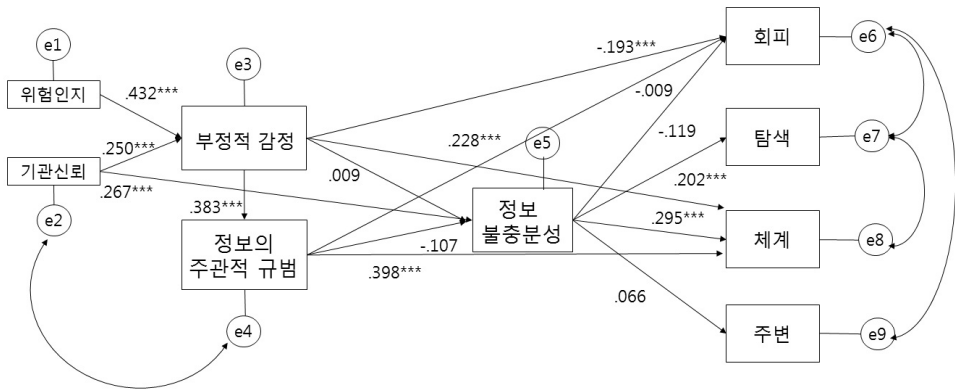 회피
e6
e1
-.193***
e3
위험인지
-.009
.432***
부정적 감정
-.119
탐색
e7
.250***
.228***
e5
기관신뢰
.009
.202***
.267***
정보
불충분성
e2
.383***
.295***
정보의
주관적 규범
체계
e8
-.107
.398***
.066
e4
주변
e9